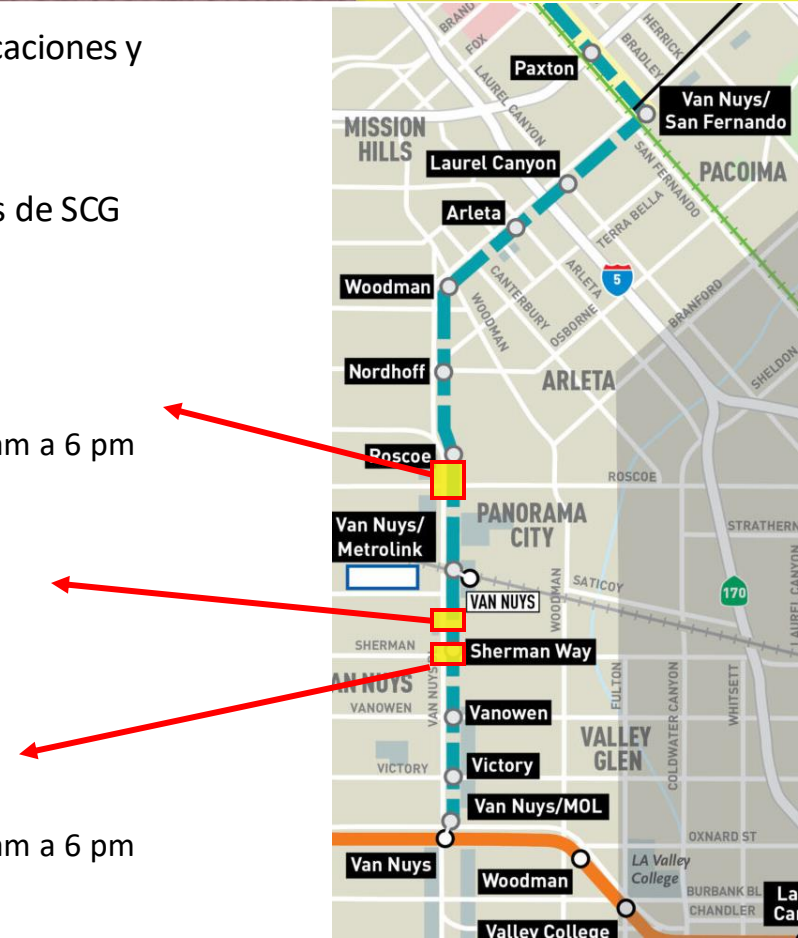 caciones y
s de SCG
am a 6 pm
am a 6 pm
BRAND
FOX
HERRICK
BRADLEY
Paxton
LAUREL CANYON
Van Nuys/
San Fernando
MISSION
HILLS
SAN FERNANDO
Laurel Canyon
PACOIMA
TERRA BELLA
Arleta
5
ARLETA
CANTERBURY
OSBORNE
Woodman
WOODMAN
BRANFORD
SHELDON
Nordhoff
ARLETA
Roscoe
ROSCOE
PANORAMA
CITY
STRATHERN
Van Nuys/
Metrolink
SATICOY
170
VAN NUYS
WOODMAN
LAUREL CANYON
SHERMAN
Sherman Way
VAN NUYS
AN NUYS
FULTON
COLDWATER CANYON
WHITSETT
VANOWEN
Vanowen
VALLEY
GLEN
VICTORY
Victory
Van Nuys/MOL
OXNARD ST
Van Nuys
LA Valley
College
Woodman
BURBANK BL
La
CHANDLER
Can
Valley College